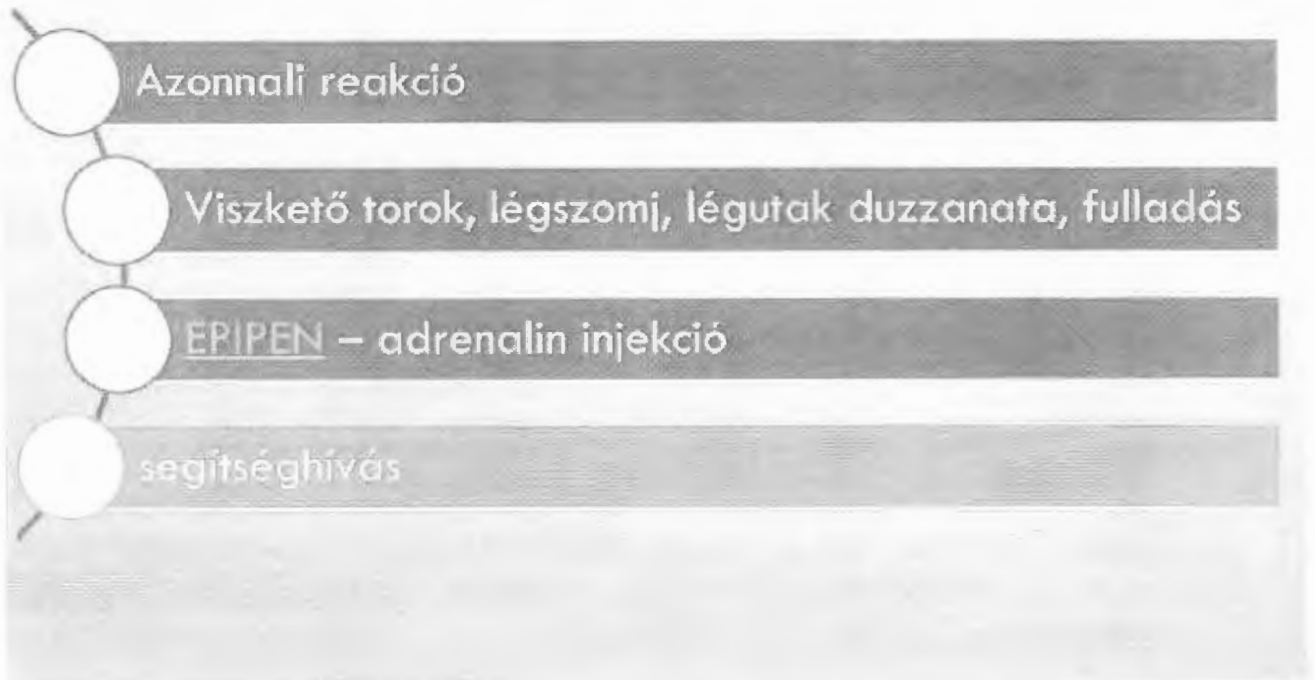 Azonnali reakció
Viszkető torok, légszomj, légutak duzzanata, fulladás
EPIPEN – adrenalin injekció
segítséghívás